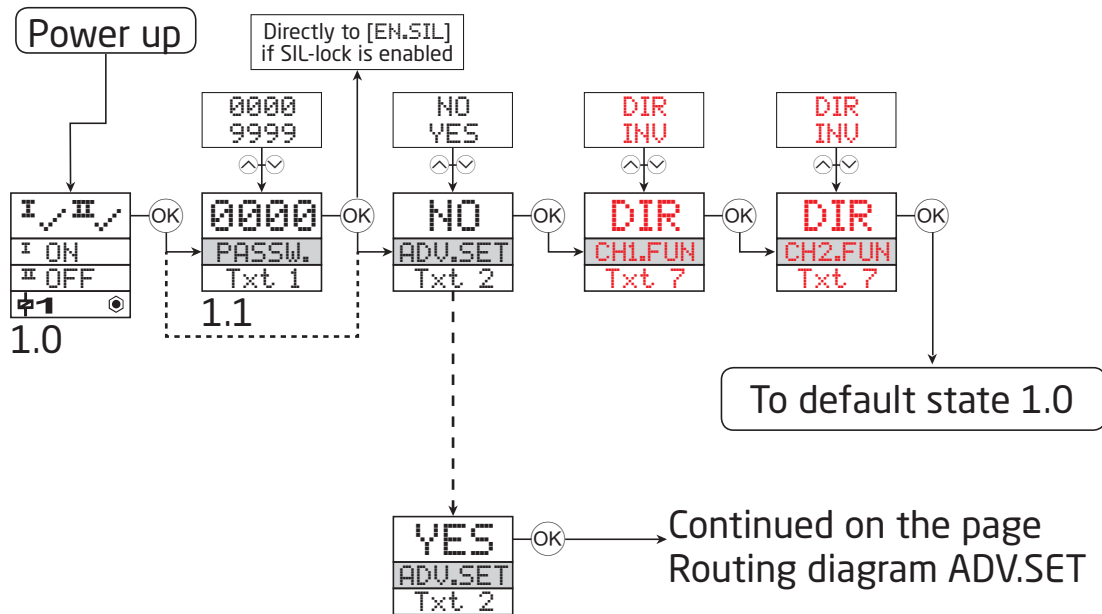 Power up
Directly to [EN.SIL]
if SIL-lock is enabled
0000
9999
NO
YES
DIR
INV
DIR
INV
I II
I ON
II OFF
1
1.0
OK
0000
PASSW.
Txt 1
1.1
OK
NO
ADV.SET
Txt 2
OK
DIR
CH1.FUN
Txt 7
OK
DIR
CH2.FUN
Txt 7
OK
To default state 1.0
YES
ADV.SET
Txt 2
OK
Continued on the page
Routing diagram ADV.SET